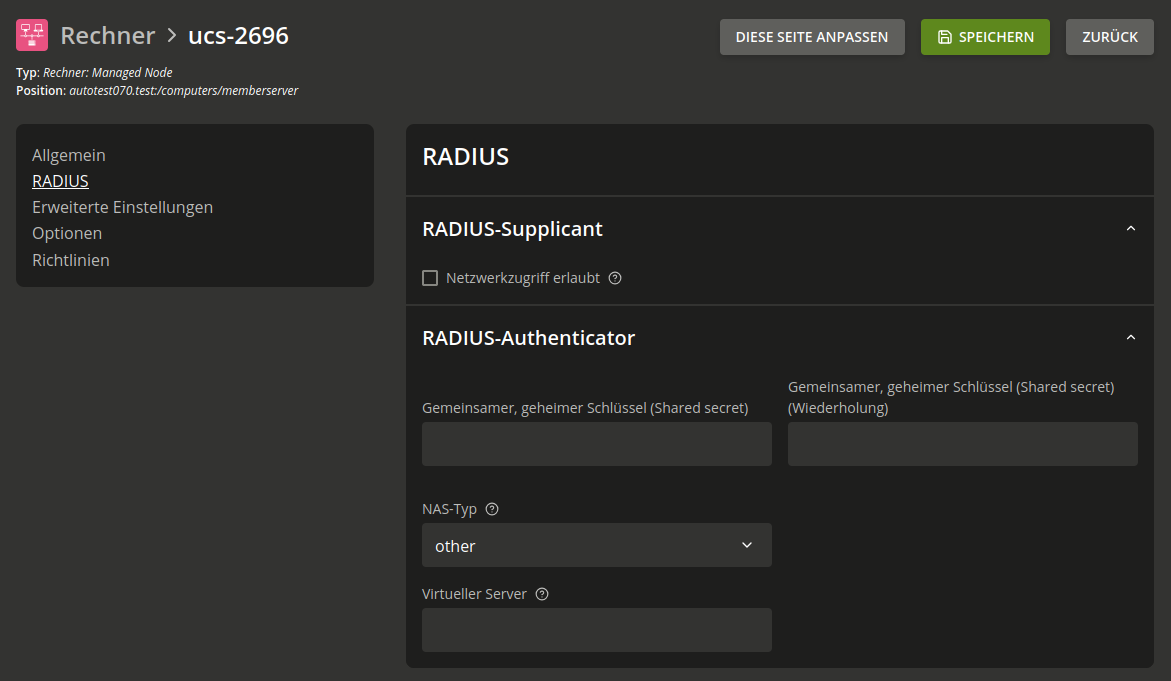 Rechner > ucs-2696
DIESE SEITE ANPASSEN
SPEICHERN
ZURÜCK
Typ: Rechner: Managed Node
Position: autotest070.test:/computers/memberserver
Allgemein
RADIUS
Erweiterte Einstellungen
Optionen
Richtlinien
RADIUS
RADIUS-Supplicant
Netzwerkzugriff erlaubt
RADIUS-Authenticator
Gemeinsamer, geheimer Schlüssel (Shared secret)
Gemeinsamer, geheimer Schlüssel (Shared secret)
(Wiederholung)
NAS-Typ
other
Virtueller Server